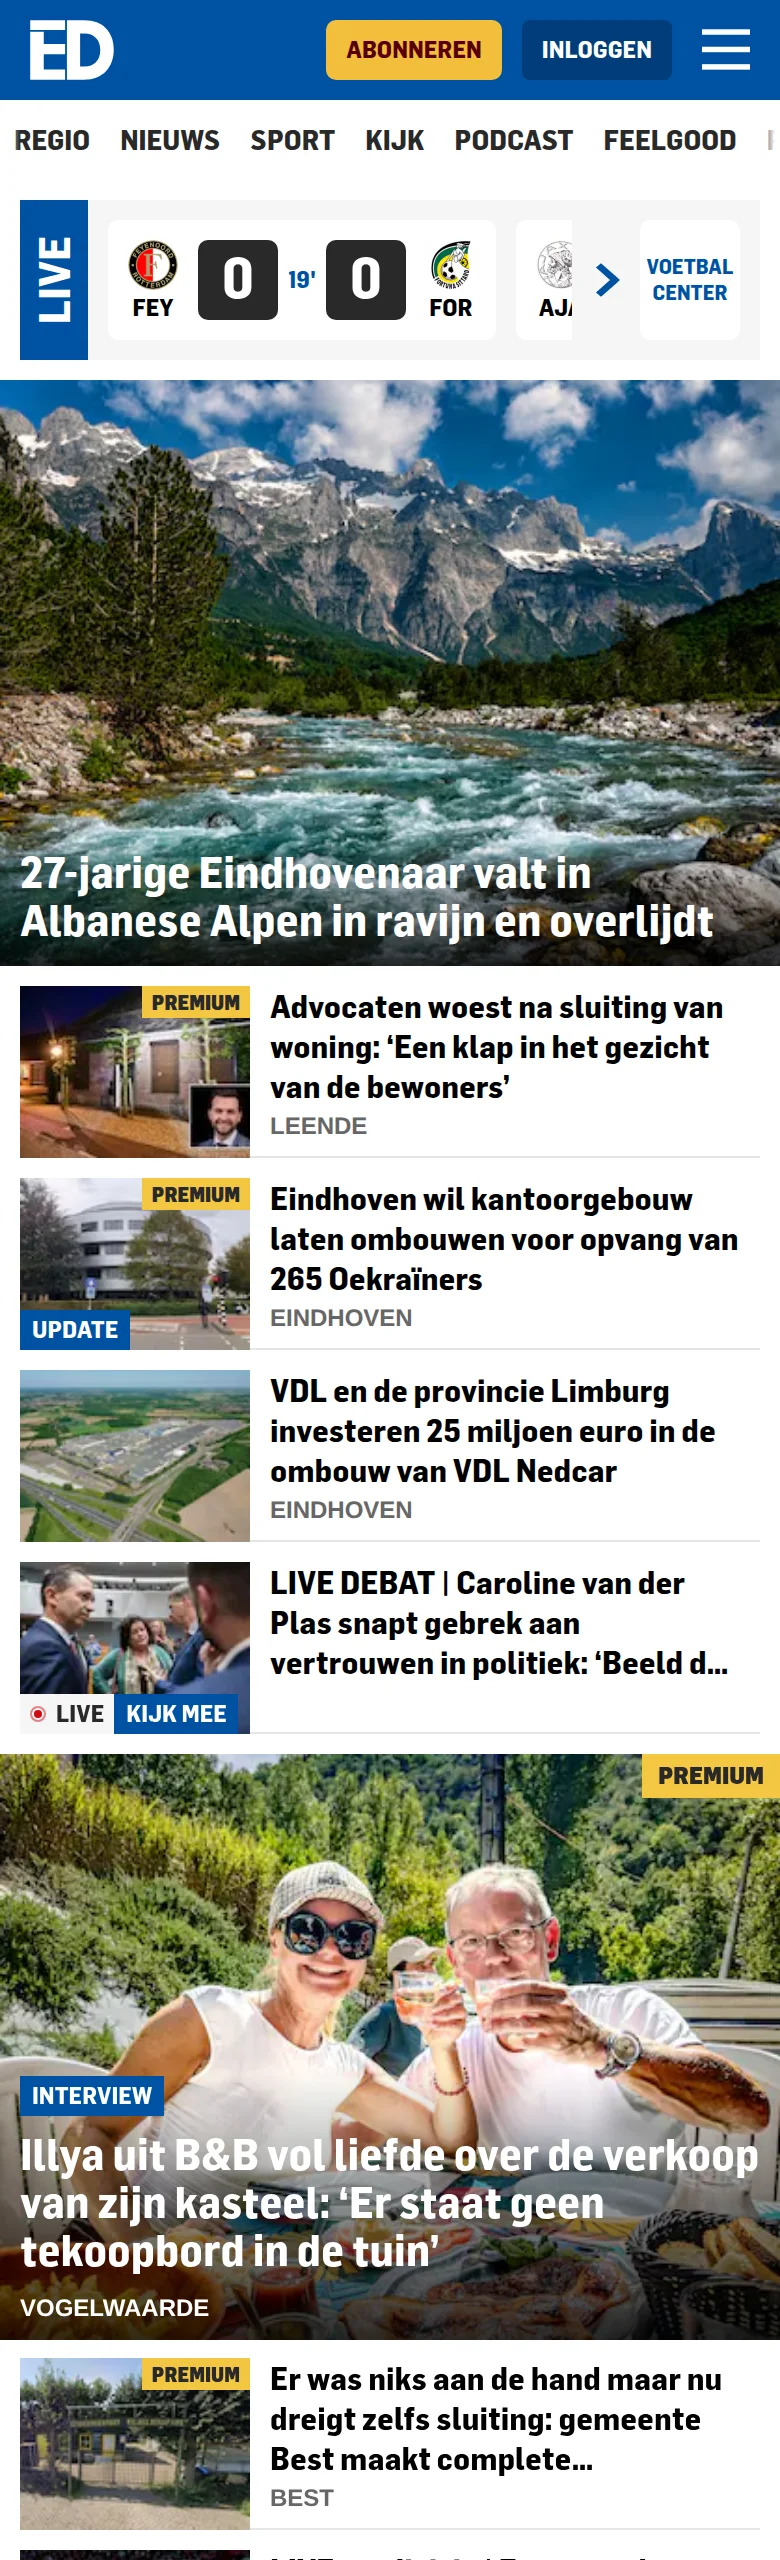 ED
ABONNEREN
INLOGGEN
REGIO NIEUWS SPORT KIJK PODCAST FEELGOOD
LIVE
FEY
0
19'
0
FOR
AJA
VOETBAL
CENTER
27-jarige Eindhovenaar valt in
Albanese Alpen in ravijn en overlijdt
PREMIUM
Advocaten woest na sluiting van
woning: ‘Een klap in het gezicht
van de bewoners’
LEENDE
PREMIUM
UPDATE
Eindhoven wil kantoorgebouw
laten ombouwen voor opvang van
265 Oekraïners
EINDHOVEN
VDL en de provincie Limburg
investeren 25 miljoen euro in de
ombouw van VDL Nedcar
EINDHOVEN
LIVE KIJK MEE
LIVE DEBAT | Caroline van der
Plas snapt gebrek aan
vertrouwen in politiek: ‘Beeld d...
PREMIUM
INTERVIEW
Illya uit B&B vol liefde over de verkoop
van zijn kasteel: ‘Er staat geen
tekoopbord in de tuin’
VOGELWAARDE
PREMIUM
Er was niks aan de hand maar nu
dreigt zelfs sluiting: gemeente
Best maakt complete...
BEST